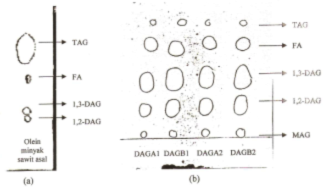 TAG
FA
1,3-DAG
1,2-DAG
Olein
minyak
sawit asal
(a)
TAG
FA
1,3-DAG
1,2-DAG
MAG
DAGA1 DAGB1 DAGA2 DAGB2
(b)